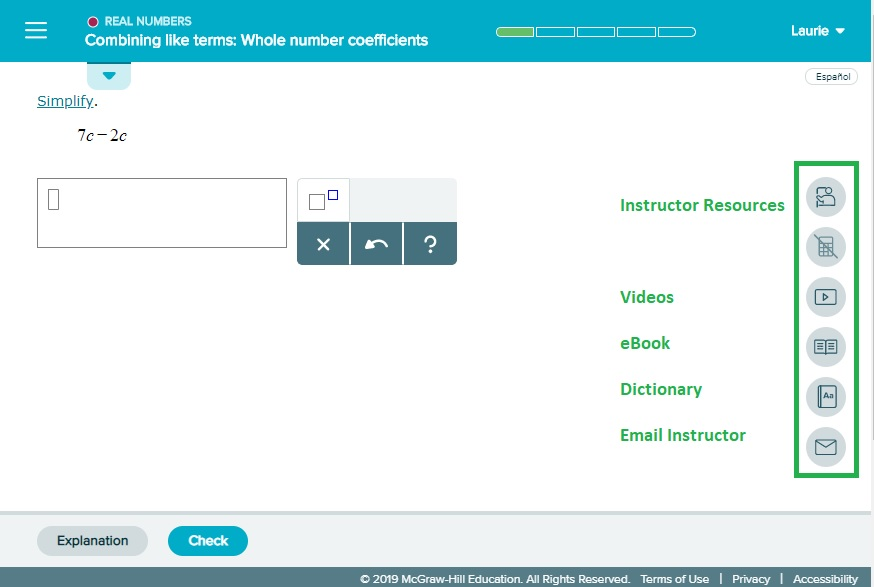 REAL NUMBERS
Combining like terms: Whole number coefficients
Laurie
Español
Simplify.
7c − 2c
?
Instructor Resources
Videos
eBook
Dictionary
Aa
Email Instructor
Explanation
Check
© 2019 McGraw-Hill Education. All Rights Reserved. Terms of Use | Privacy | Accessibility